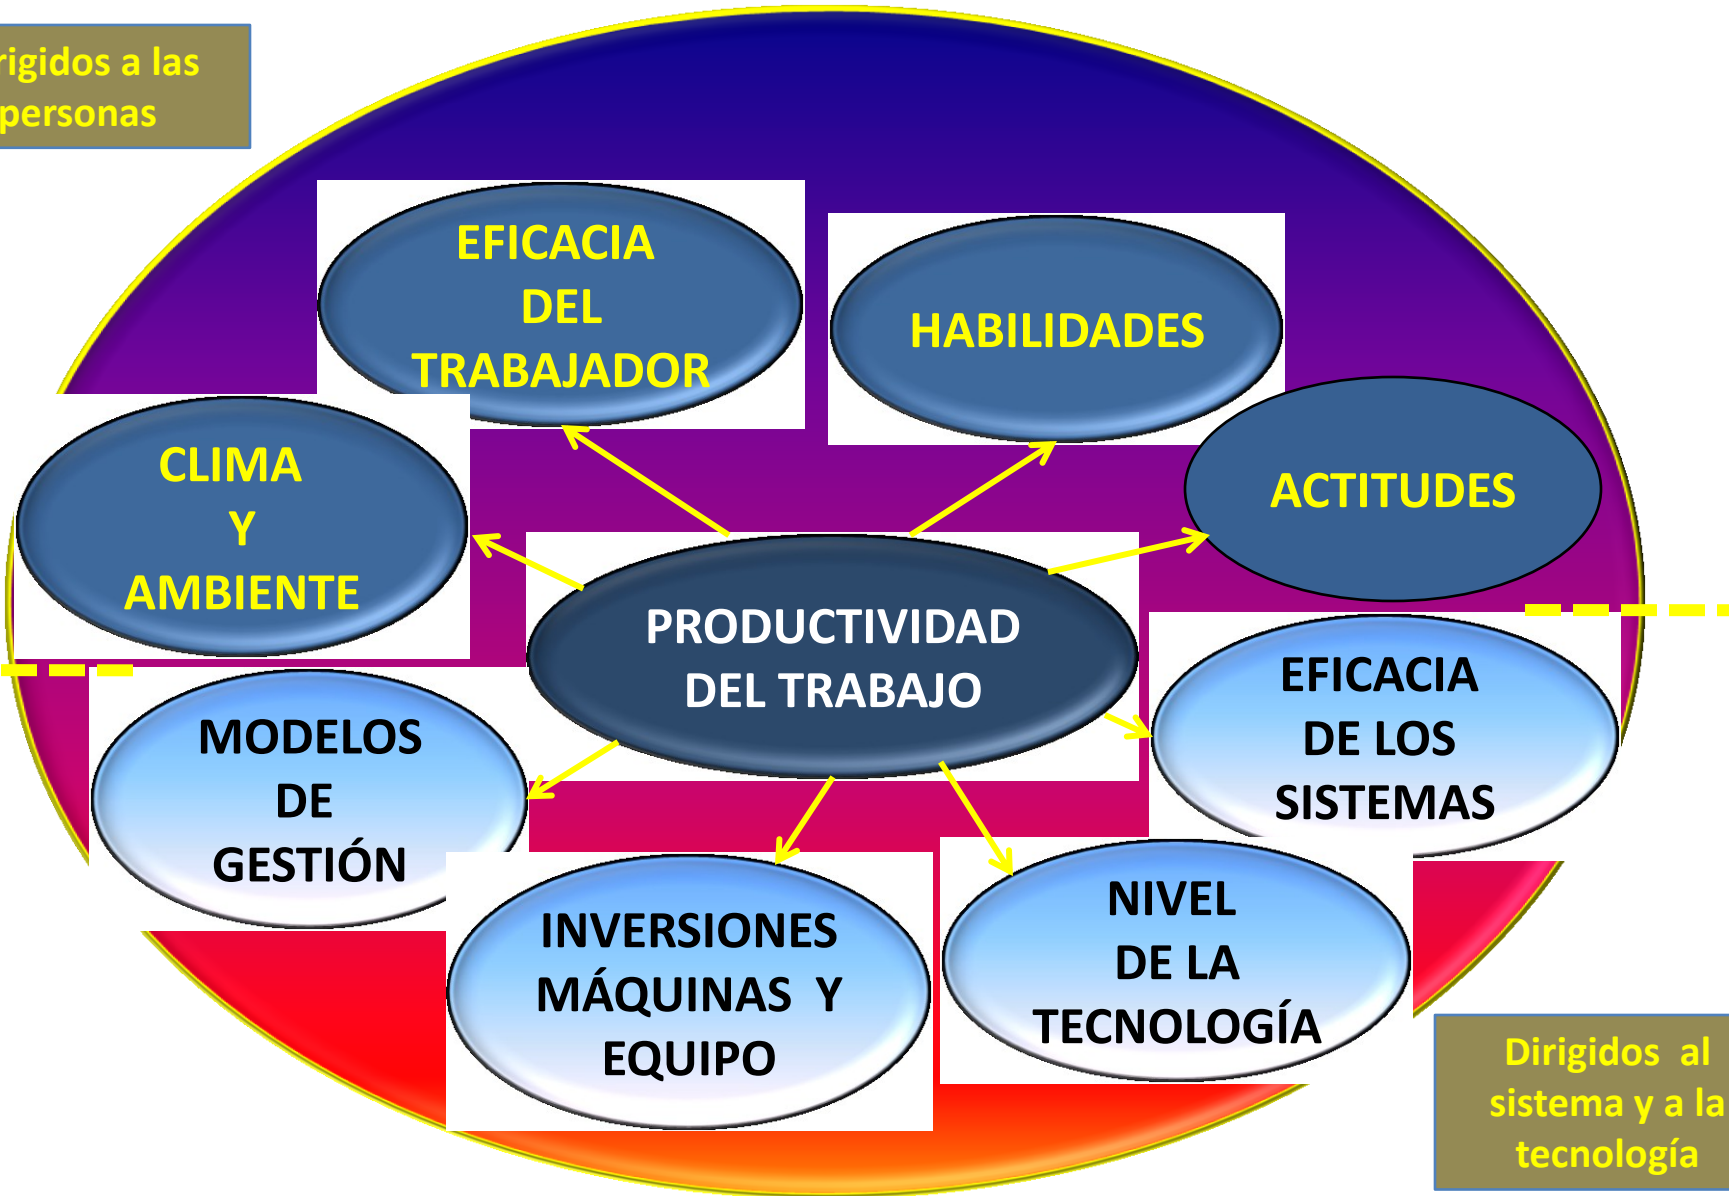 rigidos a las
personas
EFICACIA
DEL
TRABAJADOR
HABILIDADES
CLIMA
Y
AMBIENTE
ACTITUDES
PRODUCTIVIDAD
DEL TRABAJO
MODELOS
DE
GESTIÓN
EFICACIA
DE LOS
SISTEMAS
INVERSIONES
MÁQUINAS Y
EQUIPO
NIVEL
DE LA
TECNOLOGÍA
Dirigidos al
sistema y a la
tecnología